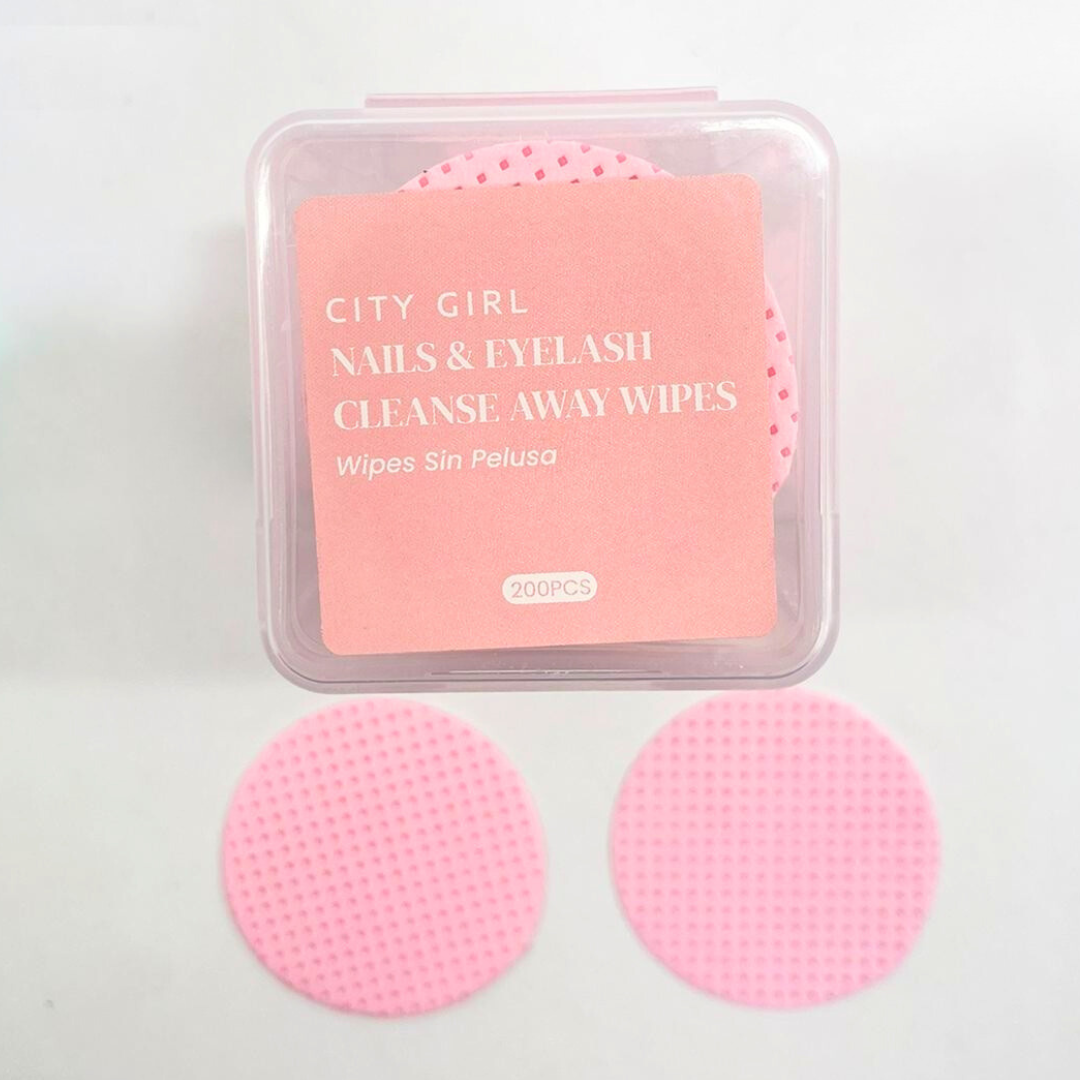 CITY GIRL
NAILS & EYELASH
CLEANSE AWAY WIPES
Wipes Sin Pelusa
200PCS